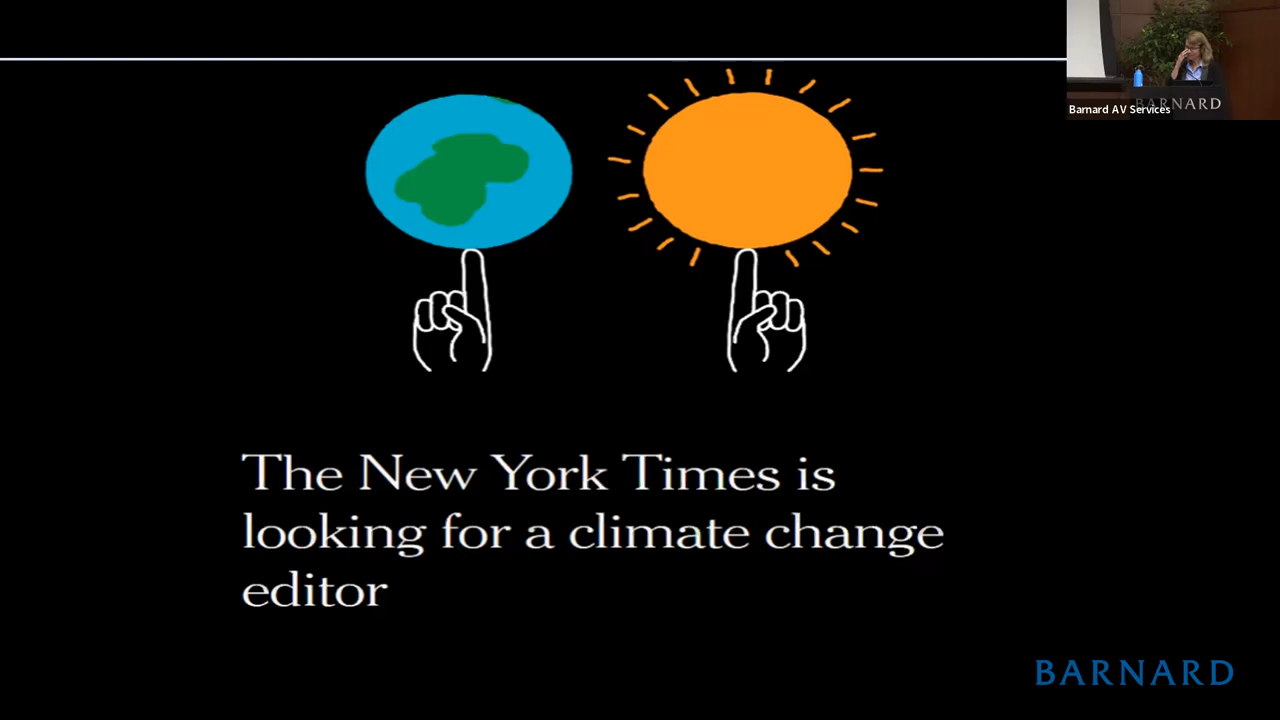 BARNARD
Barnard AV Services
The New York Times is
looking for a climate change
editor
BARNARD